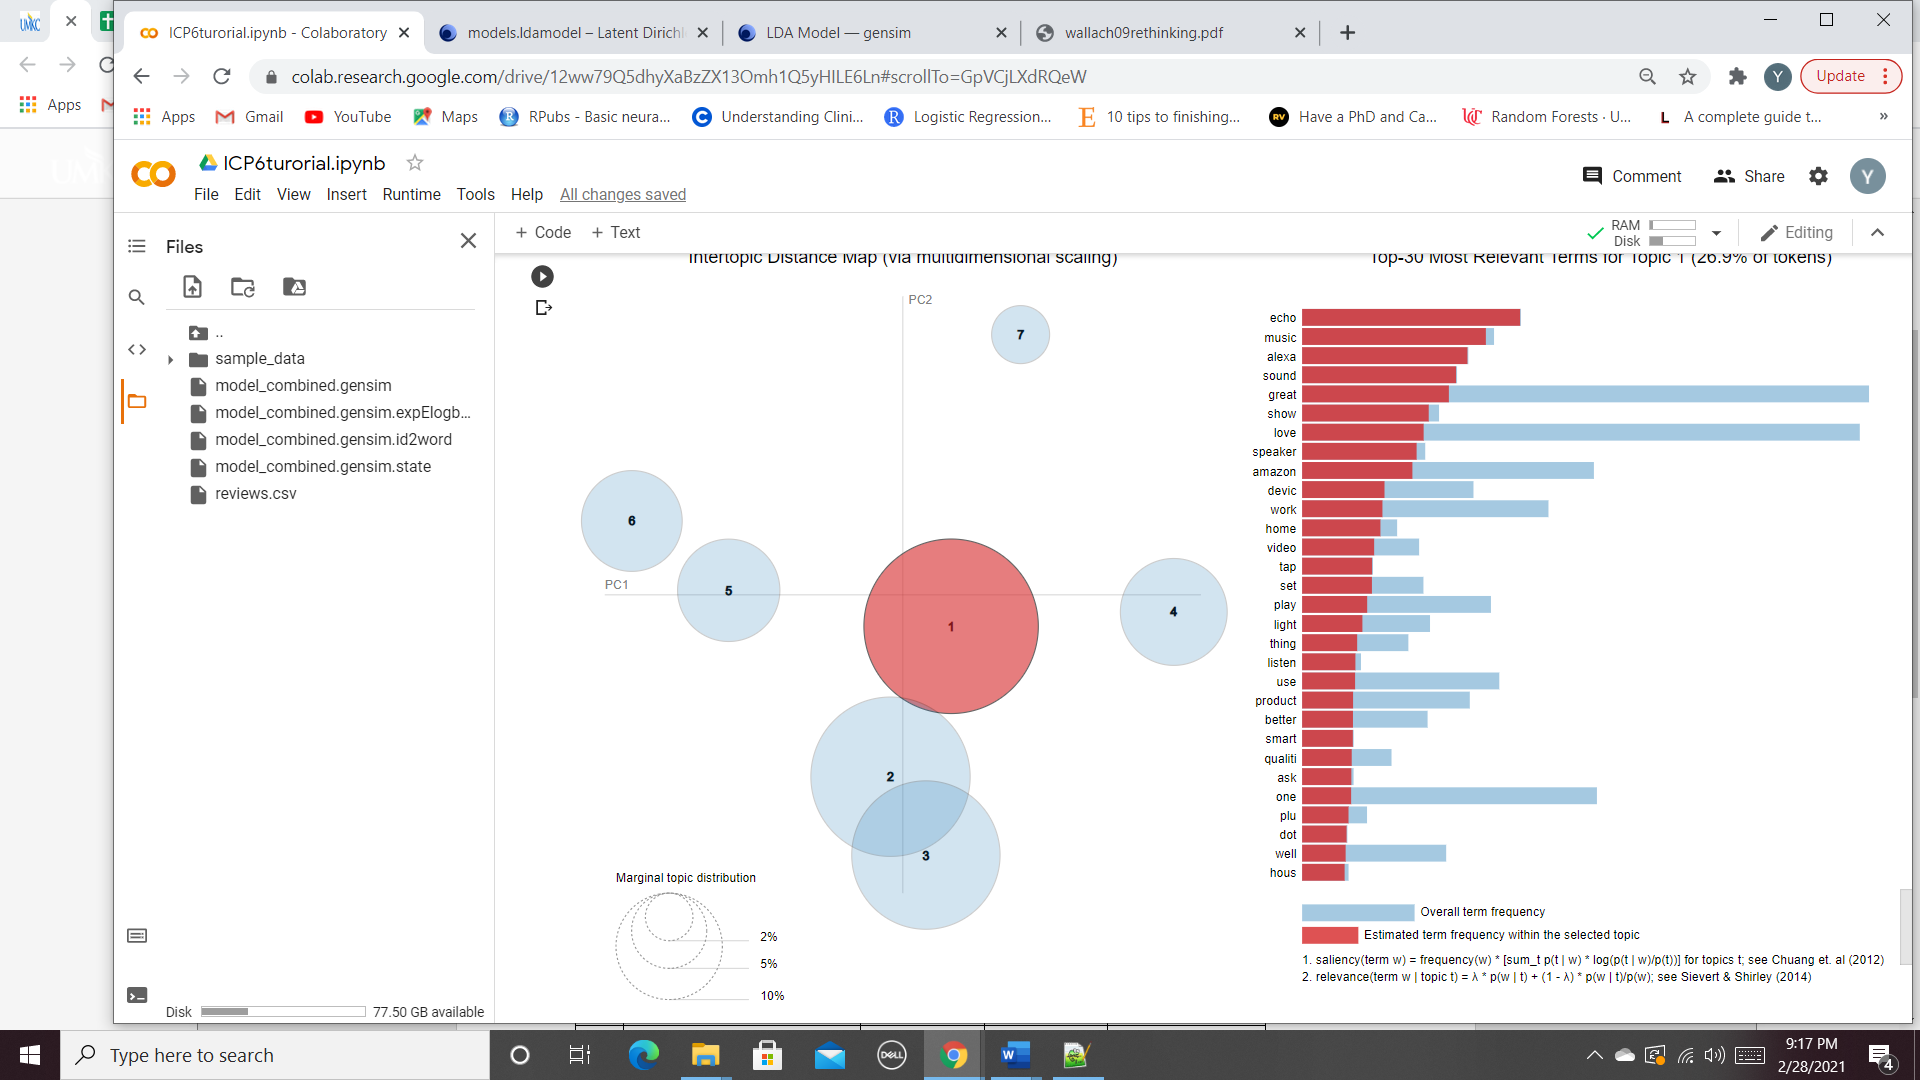 UMKC
ICP6turorial.ipynb - Colaboratory
models.ldamodel – Latent Dirichl
LDA Model — gensim
wallach09rethinking.pdf
colab.research.google.com/drive/12ww79Q5dhyXaBzZX13Omh1Q5yHILE6Ln#scrollTo=GpVCjLXdRQeW
Y
Update
Apps
Apps
Gmail
YouTube
Maps
RPubs - Basic neura...
Understanding Clini...
Logistic Regression...
10 tips to finishing...
Have a PhD and Ca...
Random Forests · U...
A complete guide t...
»
ICP6turorial.ipynb
File Edit View Insert Runtime Tools Help All changes saved
Comment
Share
Y
Files
+ Code + Text
RAM
Disk
Editing
..
sample_data
model_combined.gensim
model_combined.gensim.expElogb...
model_combined.gensim.id2word
model_combined.gensim.state
reviews.csv
Disk
77.50 GB available
Intertopic Distance Map (via multidimensional scaling)
PC2
PC1
7
6
5
1
4
2
3
Marginal topic distribution
2%
5%
10%
Top-30 Most Relevant Terms for Topic 1 (26.9% of tokens)
echo
music
alexa
sound
great
show
love
speaker
amazon
devic
work
home
video
tap
set
play
light
thing
listen
use
product
better
smart
qualiti
ask
one
plu
dot
well
hous
Overall term frequency
Estimated term frequency within the selected topic
1. saliency(term w) = frequency(w) * [sum_t p(t | w) * log(p(t | w)/p(t))] for topics t; see Chuang et. al (2012)
2. relevance(term w | topic t) = λ * p(w | t) + (1 - λ) * p(w | t)/p(w); see Sievert & Shirley (2014)
Type here to search
DELL
9:17 PM
2/28/2021
4